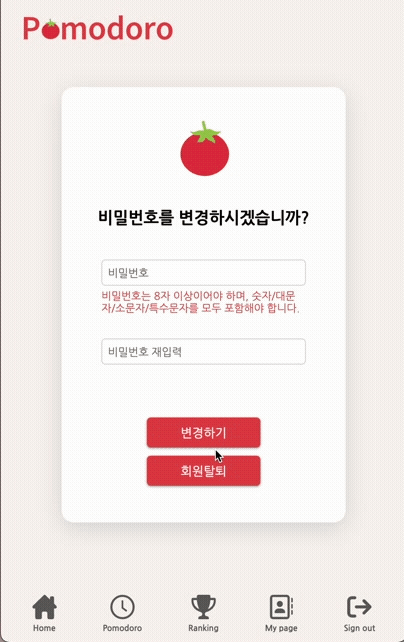 Pomodoro
비밀번호를 변경하시겠습니까?
비밀번호
비밀번호는 8자 이상이어야 하며, 숫자/대문
자/소문자/특수문자를 모두 포함해야 합니다.
비밀번호 재입력
변경하기
회원탈퇴
Home Pomodoro Ranking My page Sign out